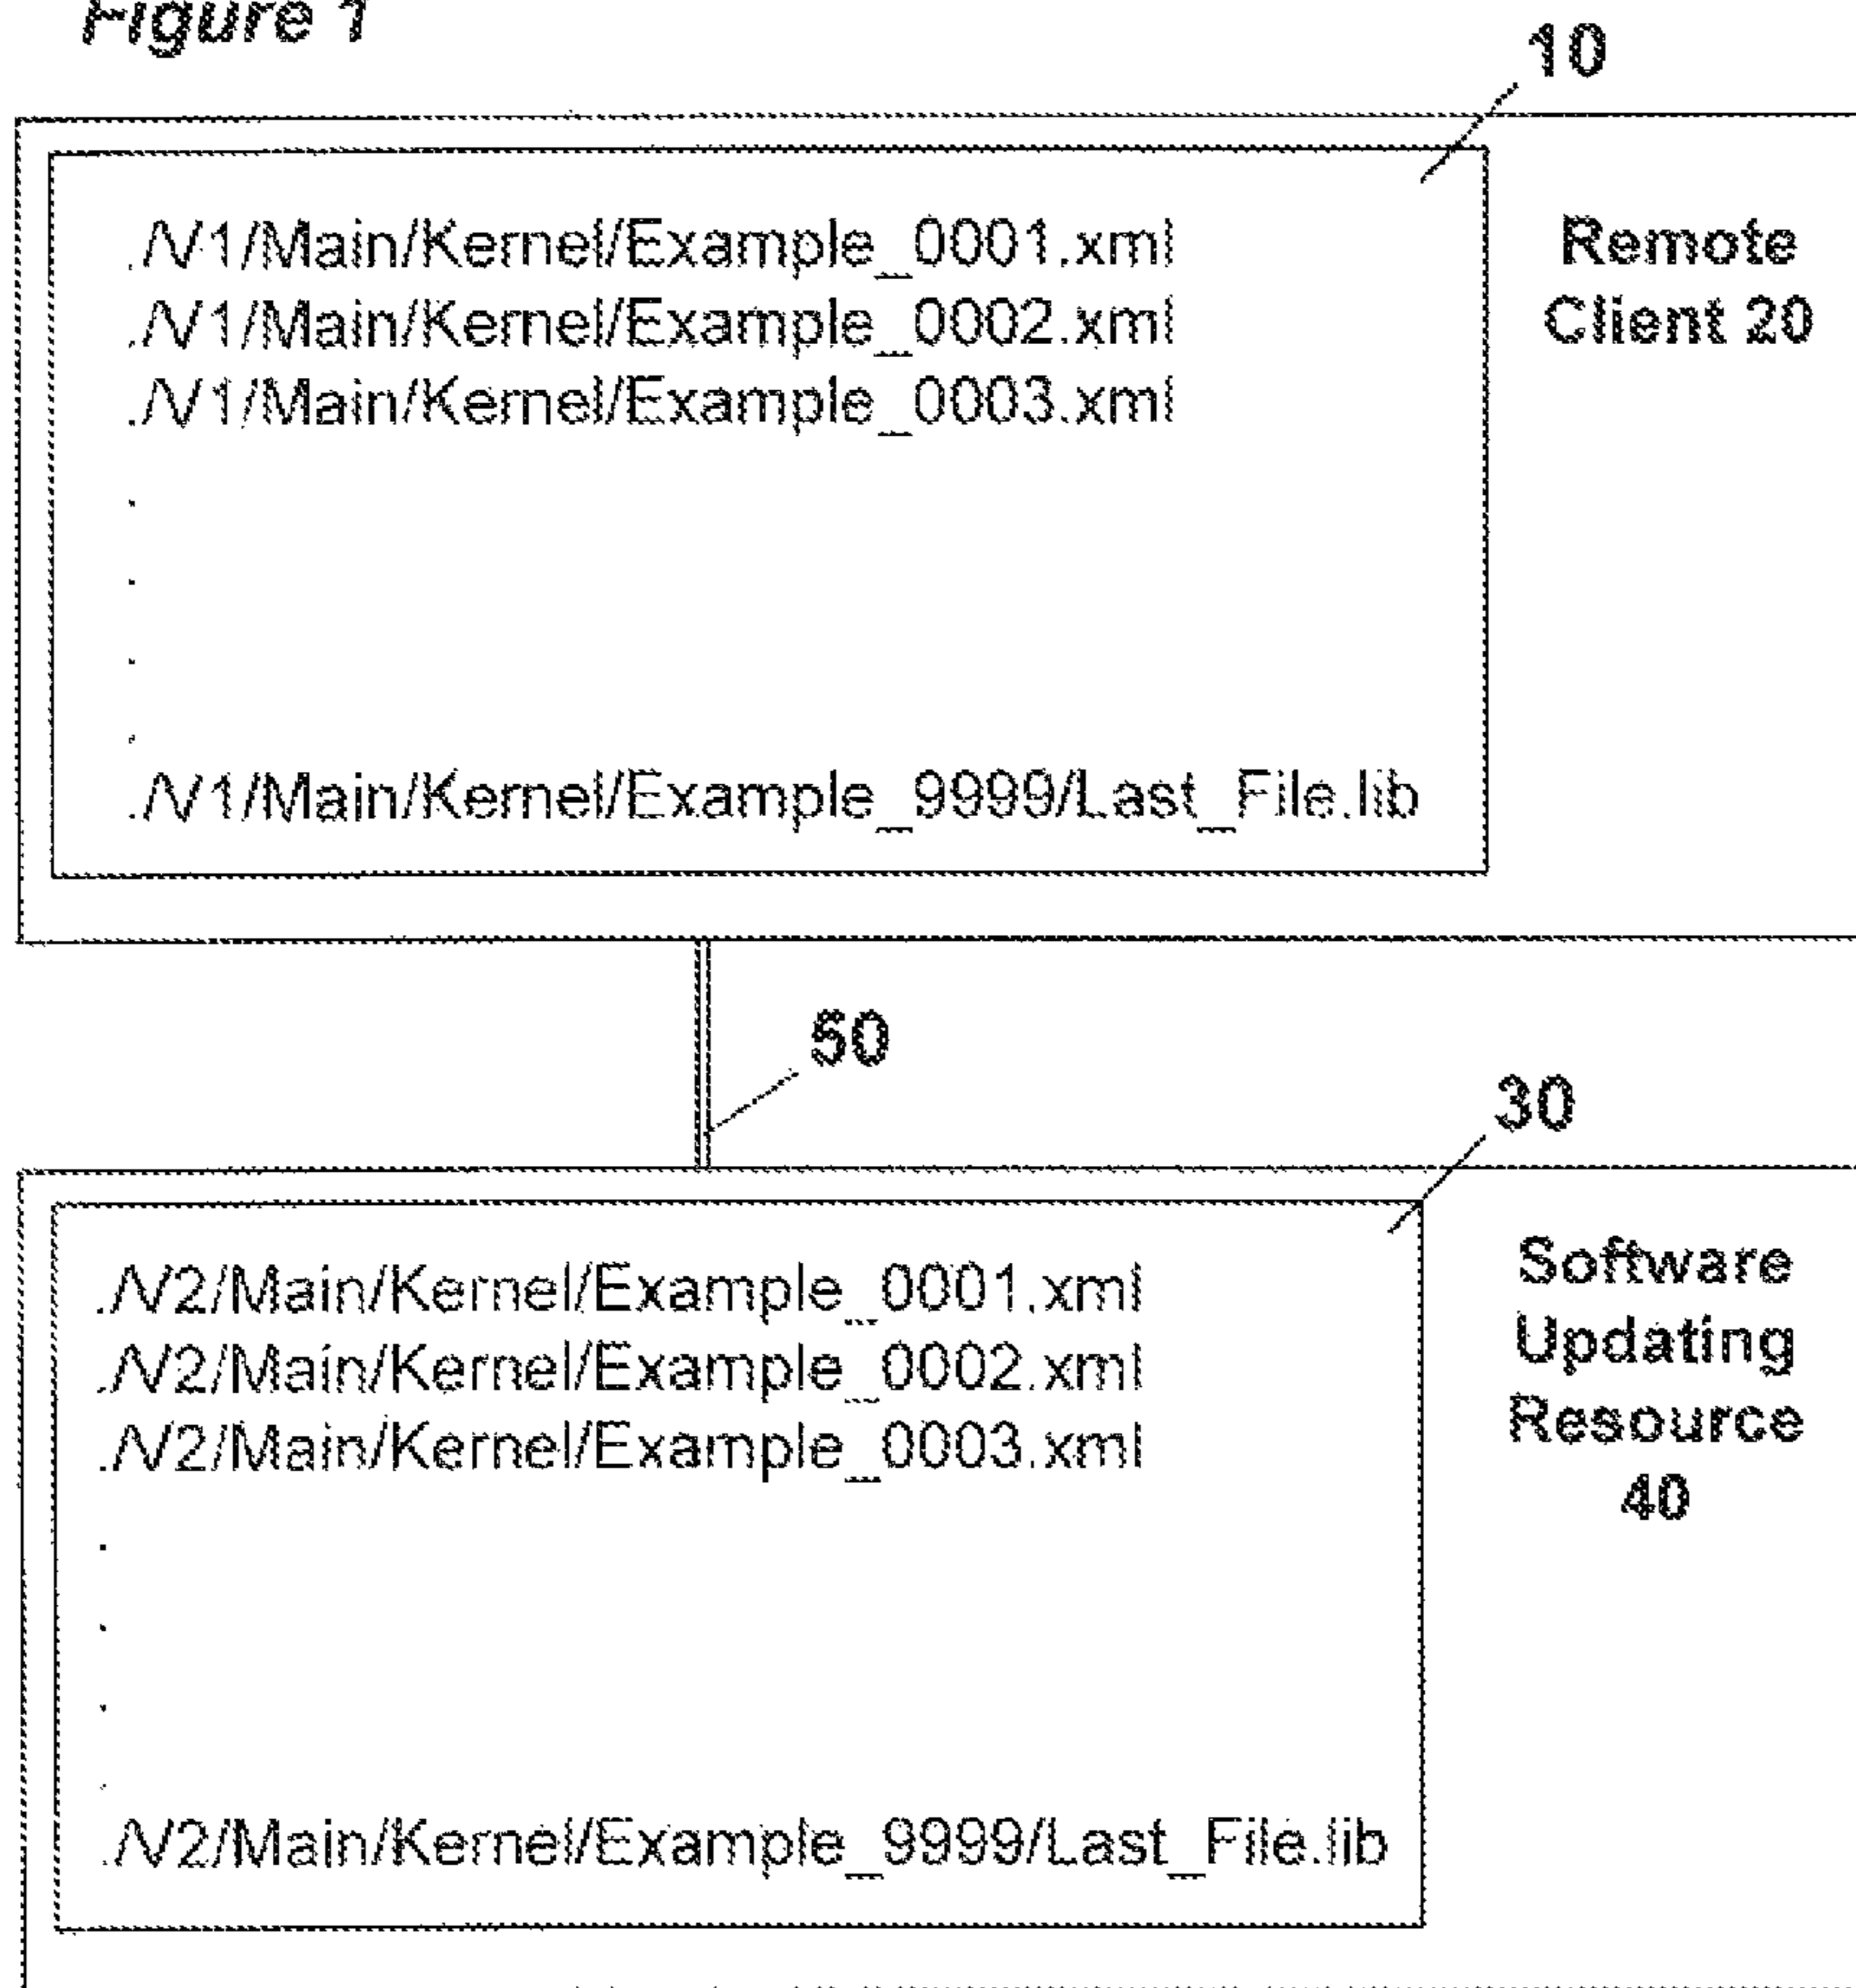 Figure 1
10
./V1/Main/Kernel/Example_0001.xml
./V1/Main/Kernel/Example_0002.xml
./V1/Main/Kernel/Example_0003.xml
.
.
.
.
./V1/Main/Kernel/Example_9999/Last_File.lib
Remote
Client 20
50
30
./V2/Main/Kernel/Example_0001.xml
./V2/Main/Kernel/Example_0002.xml
./V2/Main/Kernel/Example_0003.xml
.
.
.
.
./V2/Main/Kernel/Example_9999/Last_File.lib
Software
Updating
Resource
40